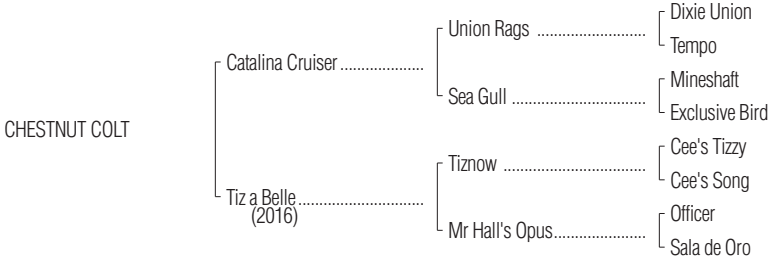 Dixie Union
Union Rags ........................
Tempo
Catalina Cruiser ...................
Mineshaft
Sea Gull .............................
Exclusive Bird
CHESTNUT COLT
Cee's Tizzy
Tiznow ..............................
Cee's Song
Tiz a Belle ............................
(2016)
Officer
Mr Hall's Opus.....................
Sala de Oro